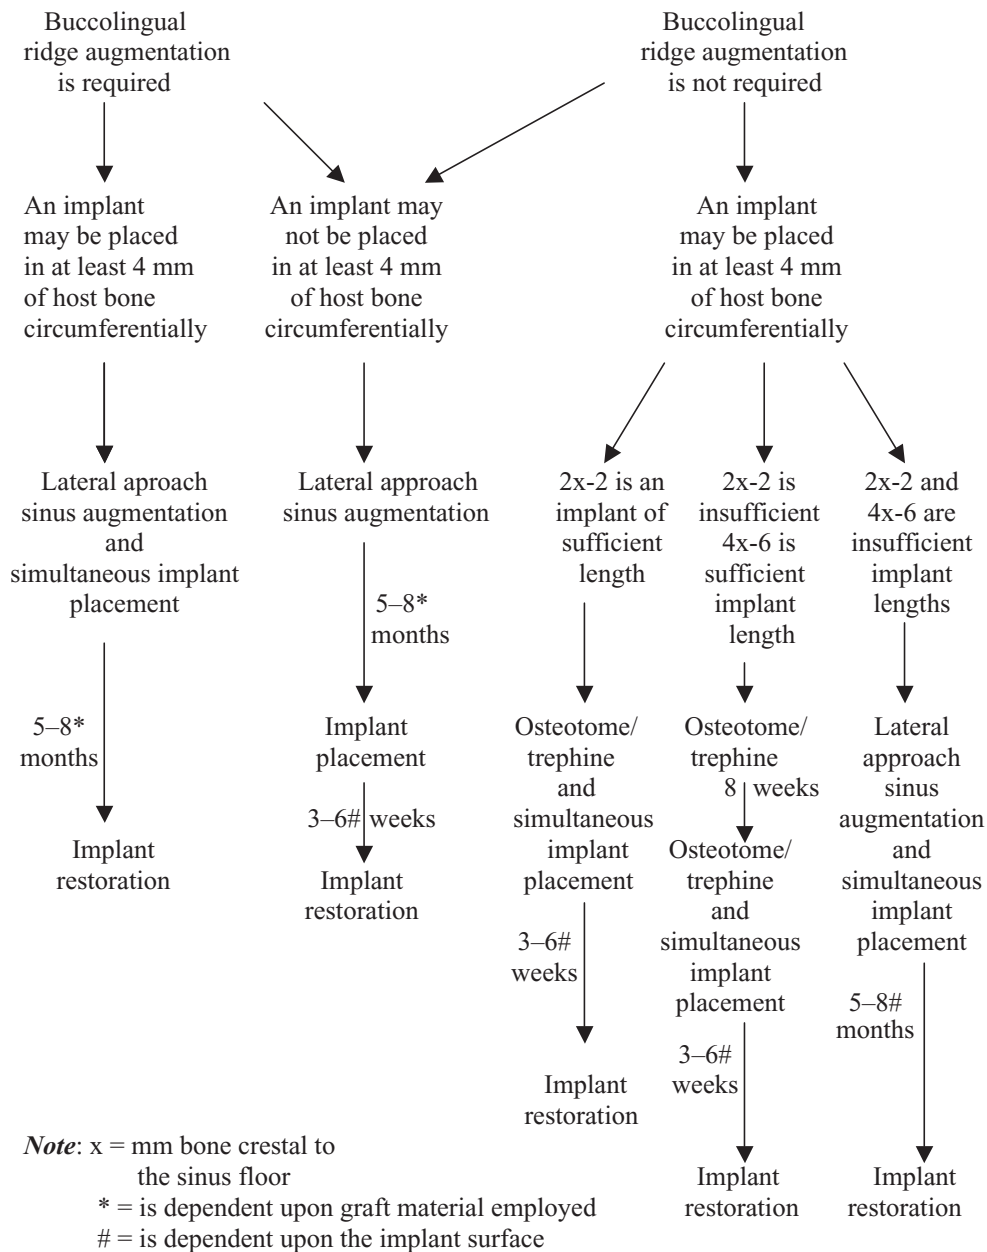 Buccolingual
ridge augmentation
is required
Buccolingual
ridge augmentation
is not required
An implant
may be placed
in at least 4 mm
of host bone
circumferentially
An implant may
not be placed
in at least 4 mm
of host bone
circumferentially
An implant
may be placed
in at least 4 mm
of host bone
circumferentially
Lateral aproach
sinus augmentation
and
simultaneous implant
placement
Lateral approach
sinus augmentation
2x-2 is an
implant of
sufficient
length
2x-2 is
insufficient
4x-6 is
sufficient
implant
length
2x-2 and
4x-6 are
insufficient
implant
lengths
5–8*
months
Implant
restoration
5–8*
months
Implant
placement
3–6# weeks
Implant
restoration
Osteotome/
trephine
and
simultaneous
implant
placement
3–6#
weeks
Implant
restoration
Osteotome/
trephine
8 weeks
Osteotome/
trephine
and
simultaneous
implant
placement
3–6#
weeks
Implant
restoration
Lateral
approach
sinus
augmentation
and
simultaneous
implant
placement
5–8#
months
Implant
restoration
Note: x = mm bone crestal to
the sinus floor
* = is dependent upon graft material employed
# = is dependent upon the implant surface